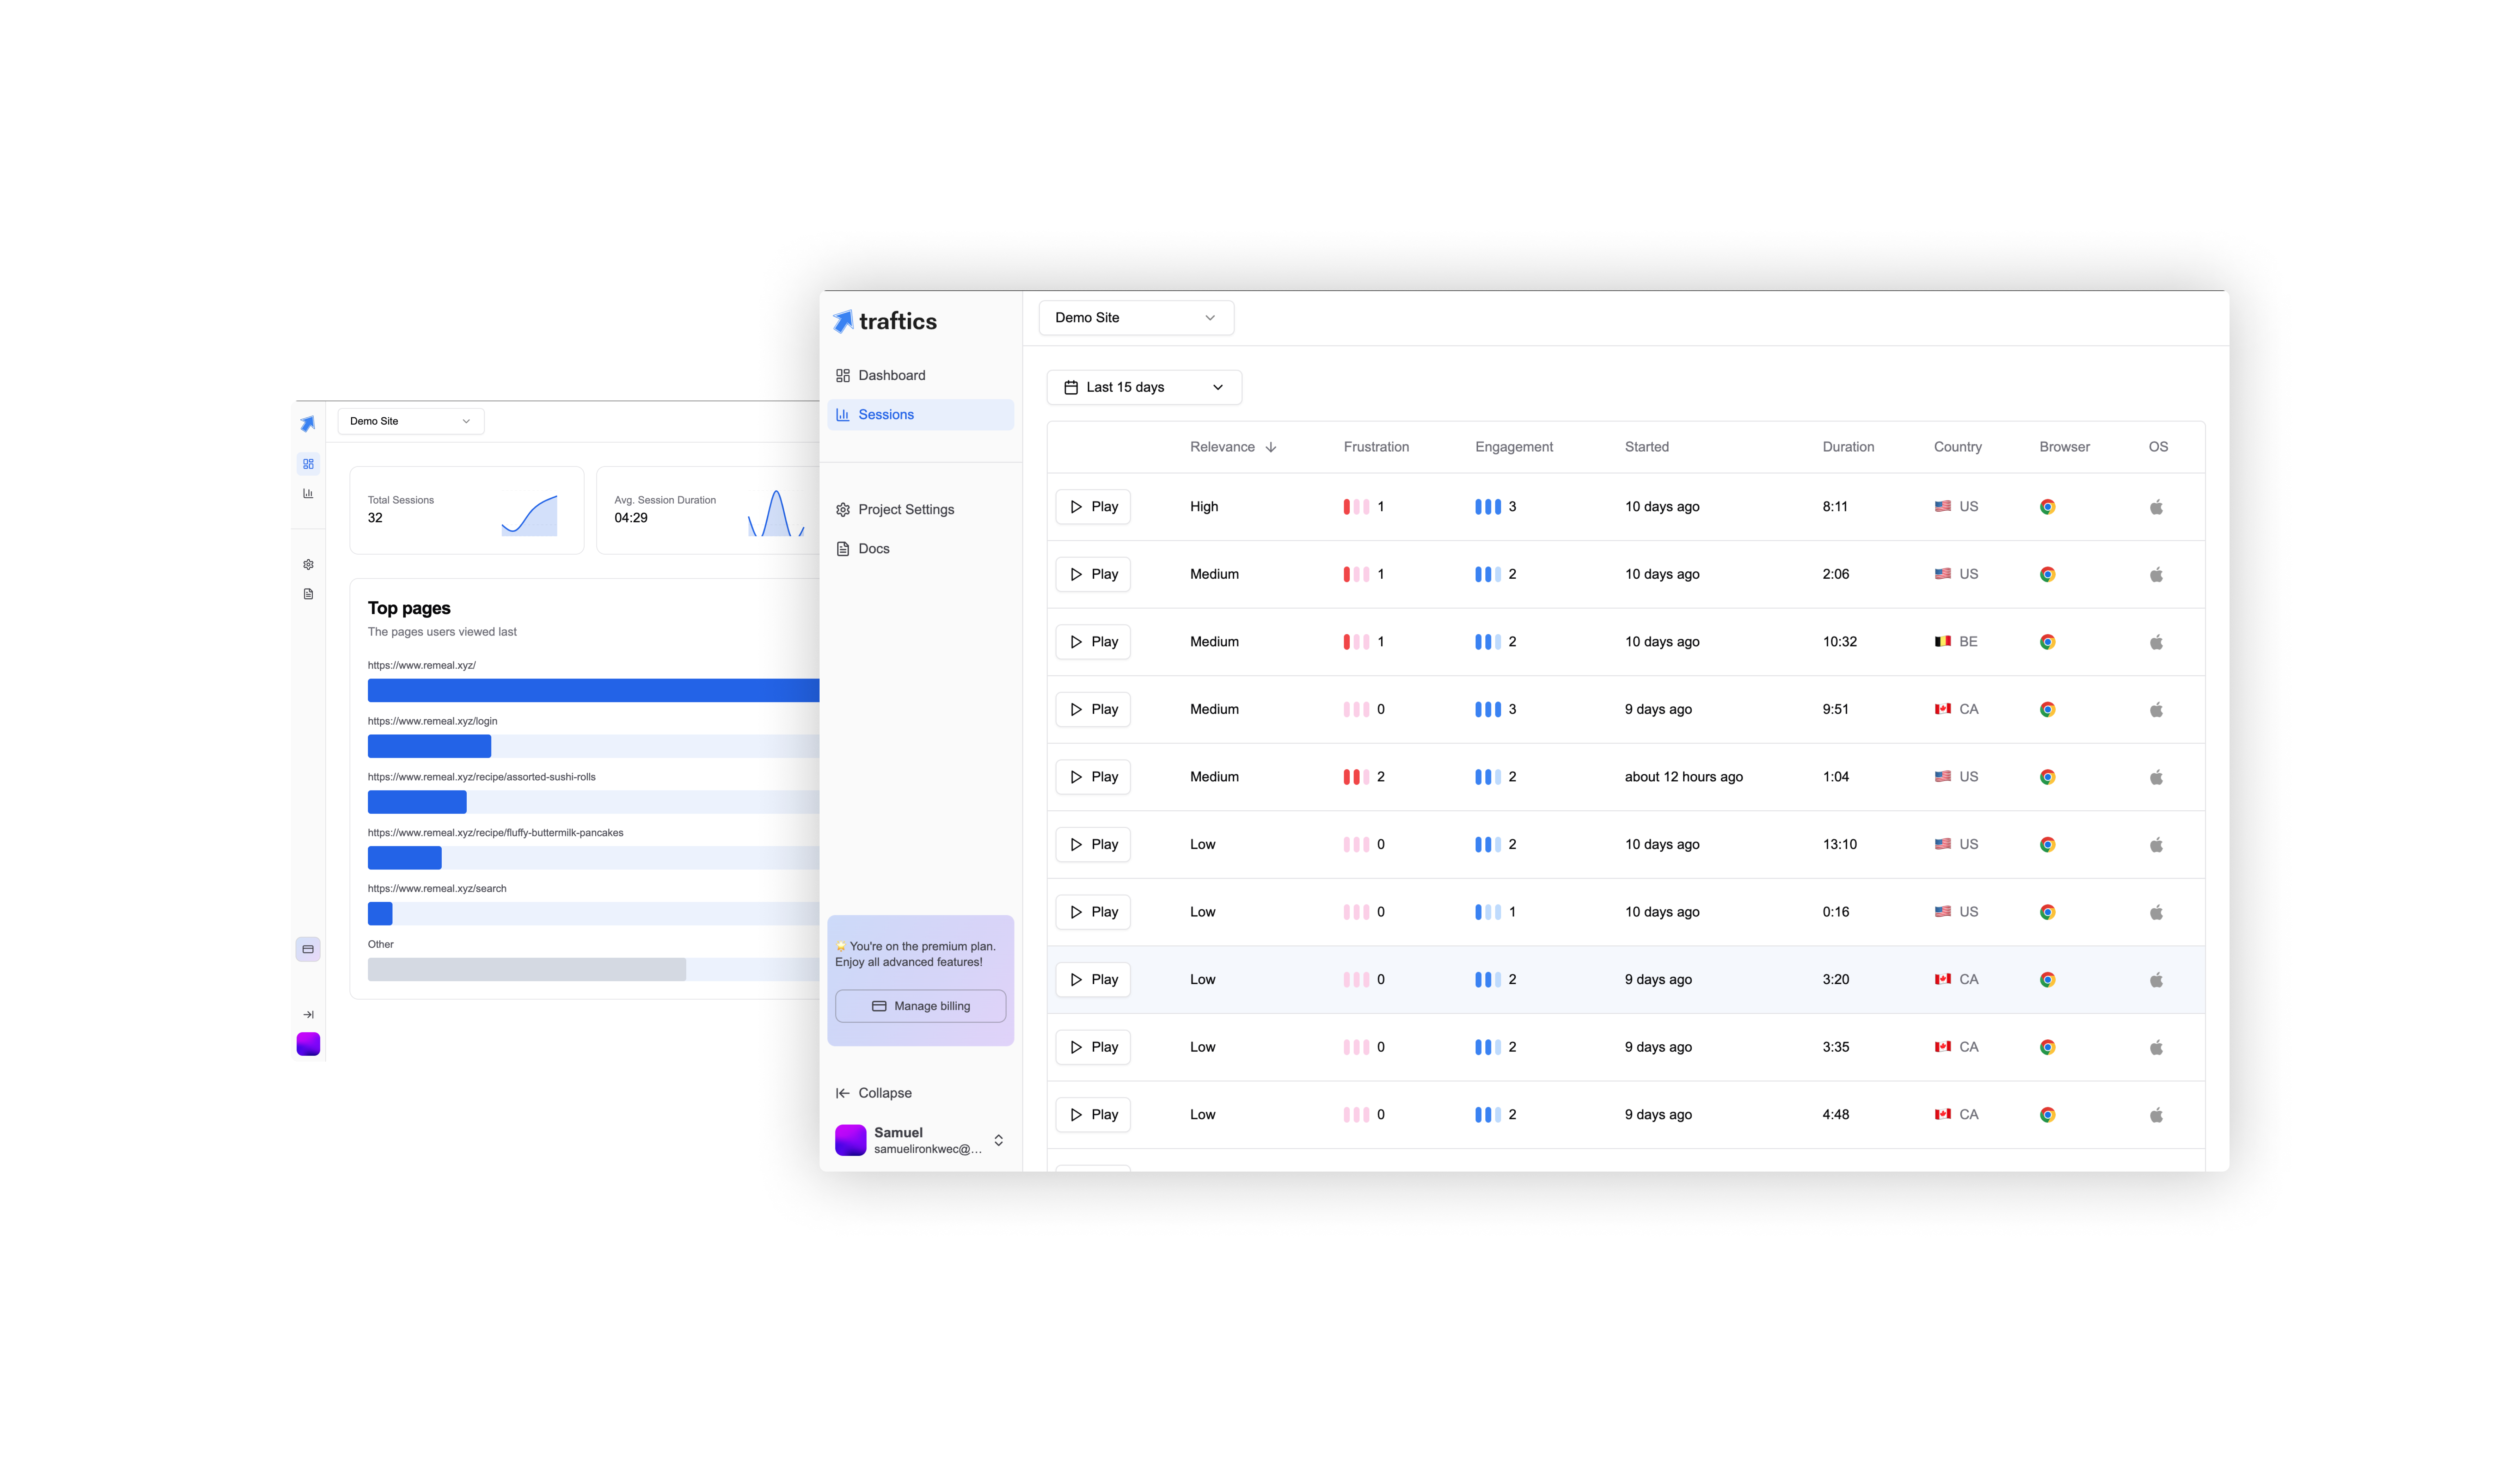 Demo Site
Total Sessions
32
Avg. Session Duration
04:29
Top pages
The pages users viewed last
https://www.remeal.xyz/
https://www.remeal.xyz/login
https://www.remeal.xyz/recipe/assorted-sushi-rolls
https://www.remeal.xyz/recipe/fluffy-buttermilk-pancakes
https://www.remeal.xyz/search
Other
traftics
Dashboard
Sessions
Project Settings
Docs
You're on the premium plan.
Enjoy all advanced features!
Manage billing
Collapse
Samuel
samuelironkwec@...
Demo Site
Last 15 days
Relevance Frustration Engagement Started Duration Country Browser OS
Play High 1 3 10 days ago 8:11 US
Play Medium 1 2 10 days ago 2:06 US
Play Medium 1 2 10 days ago 10:32 BE
Play Medium 0 3 9 days ago 9:51 CA
Play Medium 2 2 about 12 hours ago 1:04 US
Play Low 0 2 10 days ago 13:10 US
Play Low 0 1 10 days ago 0:16 US
Play Low 0 2 9 days ago 3:20 CA
Play Low 0 2 9 days ago 3:35 CA
Play Low 0 2 9 days ago 4:48 CA